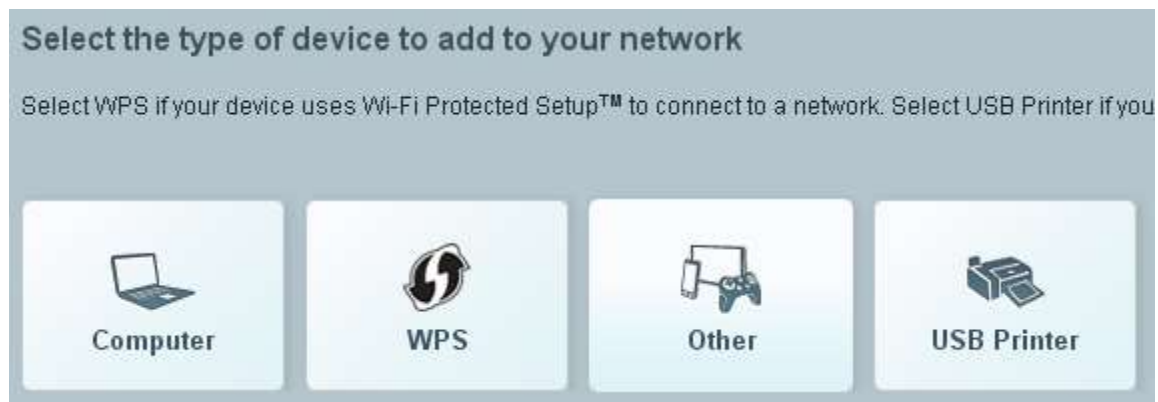 Select the type of device to add to your network
Select WPS if your device uses Wi-Fi Protected Setup™ to connect to a network. Select USB Printer if you
Computer
WPS
Other
USB Printer